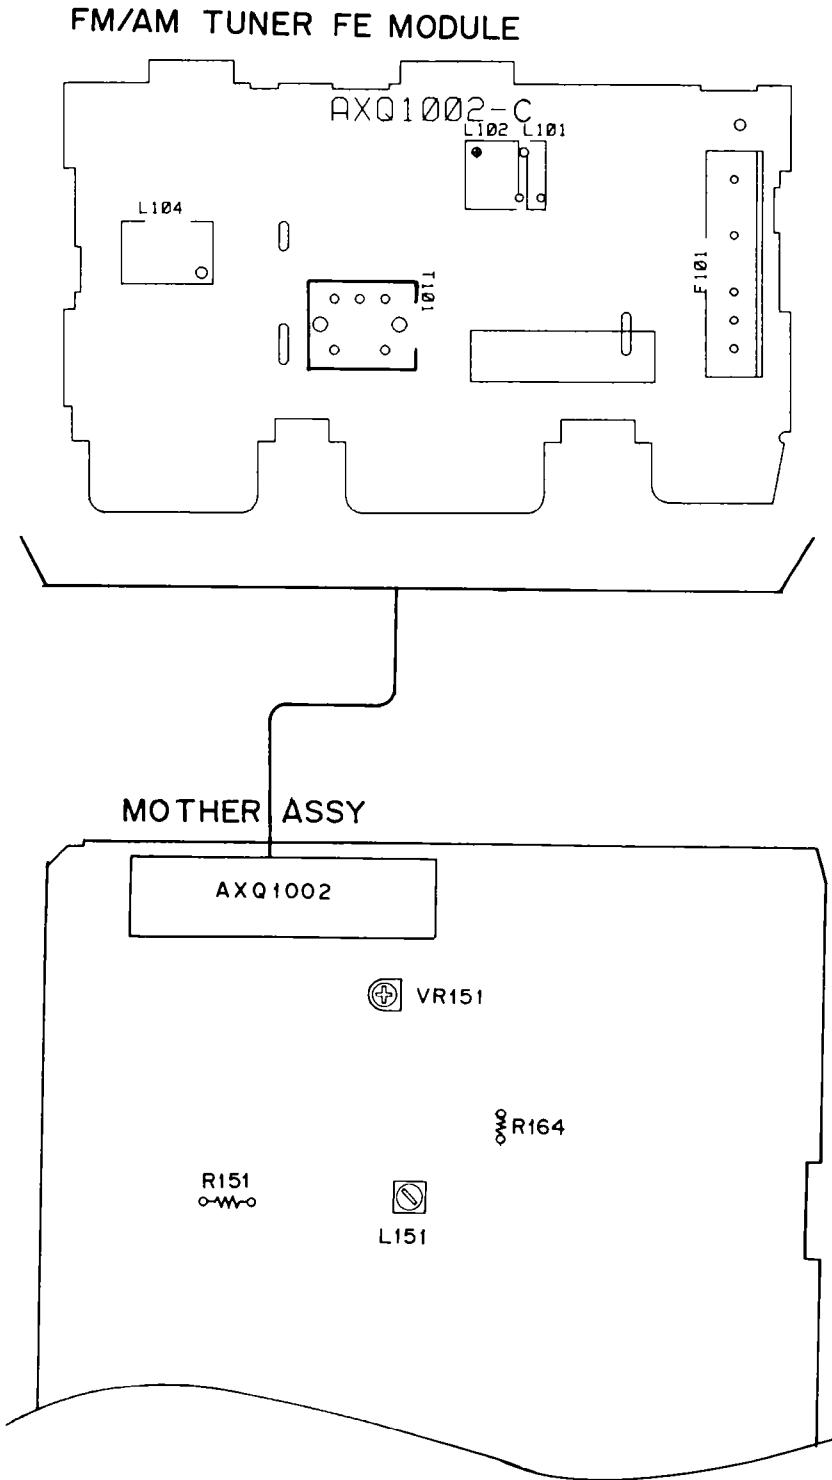 FM/AM TUNER FE MODULE
AXQ1002-C
L102 L101
L104
T101
F101
MOTHER ASSY
AXQ1002
VR151
R164
R151
L151